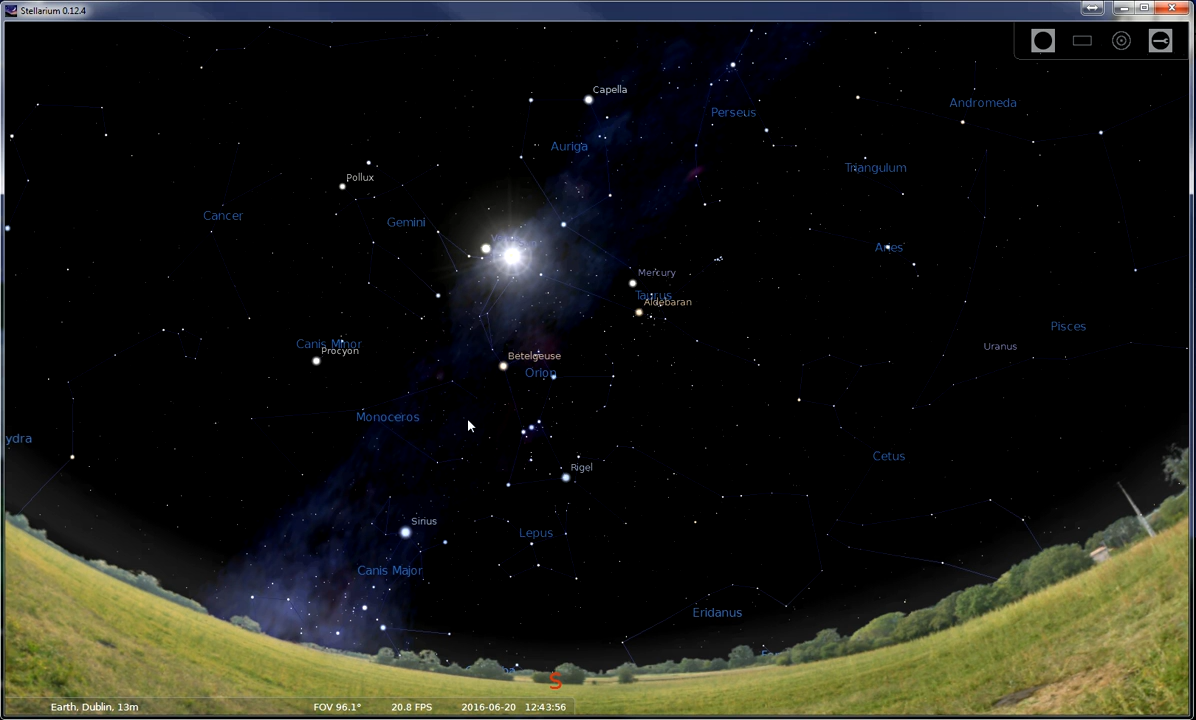 Stellarium 0.12.4
Capella
Andromeda
Perseus
Auriga
Triangulum
Pollux
Cancer
Gemini
Aries
Mercury
Taurus
Aldebaran
Pisces
Canis Minor
Procyon
Uranus
Betelgeuse
Orion
Monoceros
ydra
Cetus
Rigel
Sirius
Lepus
Canis Major
Eridanus
S
Earth, Dublin, 13m FOV 96.1° 20.8 FPS 2016-06-20 12:43:56